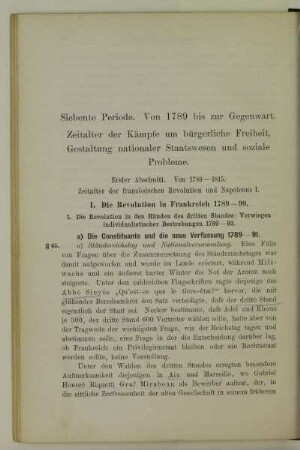 Siebente Periode. Von 1789 bis zur Gegenwart.
Zeitalter der Kämpfe um bürgerliche Freiheit,
Gestaltung nationaler Staatswesen und soziale
Probleme.
Erster Abschnitt. Von 1789—1815.
Zeitalter der französischen Revolution und Napoleons I.
I. Die Revolution in Frankreich 1789—99.
1. Die Revolution in den Händen des dritten Standes: Vorwiegen
individualistischer Bestrebungen 1789—92.
a) Die Constituante und die neue Verfassung 1789—91.
§ 65. α) Ständereichstag und Nationalversammlung. Eine Fülle
von Fragen über die Zusammensetzung des Ständereichstages war
damit aufgeworfen und wurde im Lande erörtert, während Miß-
wachs und ein äußerst harter Winter die Not der Armen noch
steigerte. Unter den zahlreichen Flugschriften ragte diejenige des
Abbé Sieyès „Qu'est-ce que le tiers-état?“ hervor, die mit
glühender Beredsamkeit den Satz verteidigte, daß der dritte Stand
eigentlich der Staat sei. Necker bestimmte, daß Adel und Klerus
je 300, der dritte Stand 600 Vertreter wählen sollte, hatte aber von
der Tragweite der wichtigsten Frage, wie der Reichstag tagen und
abstimmen sollte, eine Frage in der die Entscheidung darüber lag,
ob Frankreich ein Privilegienstaat bleiben oder ein Rechtsstaat
werden sollte, keine Vorstellung.
Unter den Wahlen des dritten Standes erregten besondere
Aufmerksamkeit diejenigen in Aix und Marseille, wo Gabriel
Honoré Riquetti Graf Mirabeau als Bewerber auftrat, der, in
die sittliche Zerfressenheit der alten Gesellschaft in seinem früheren